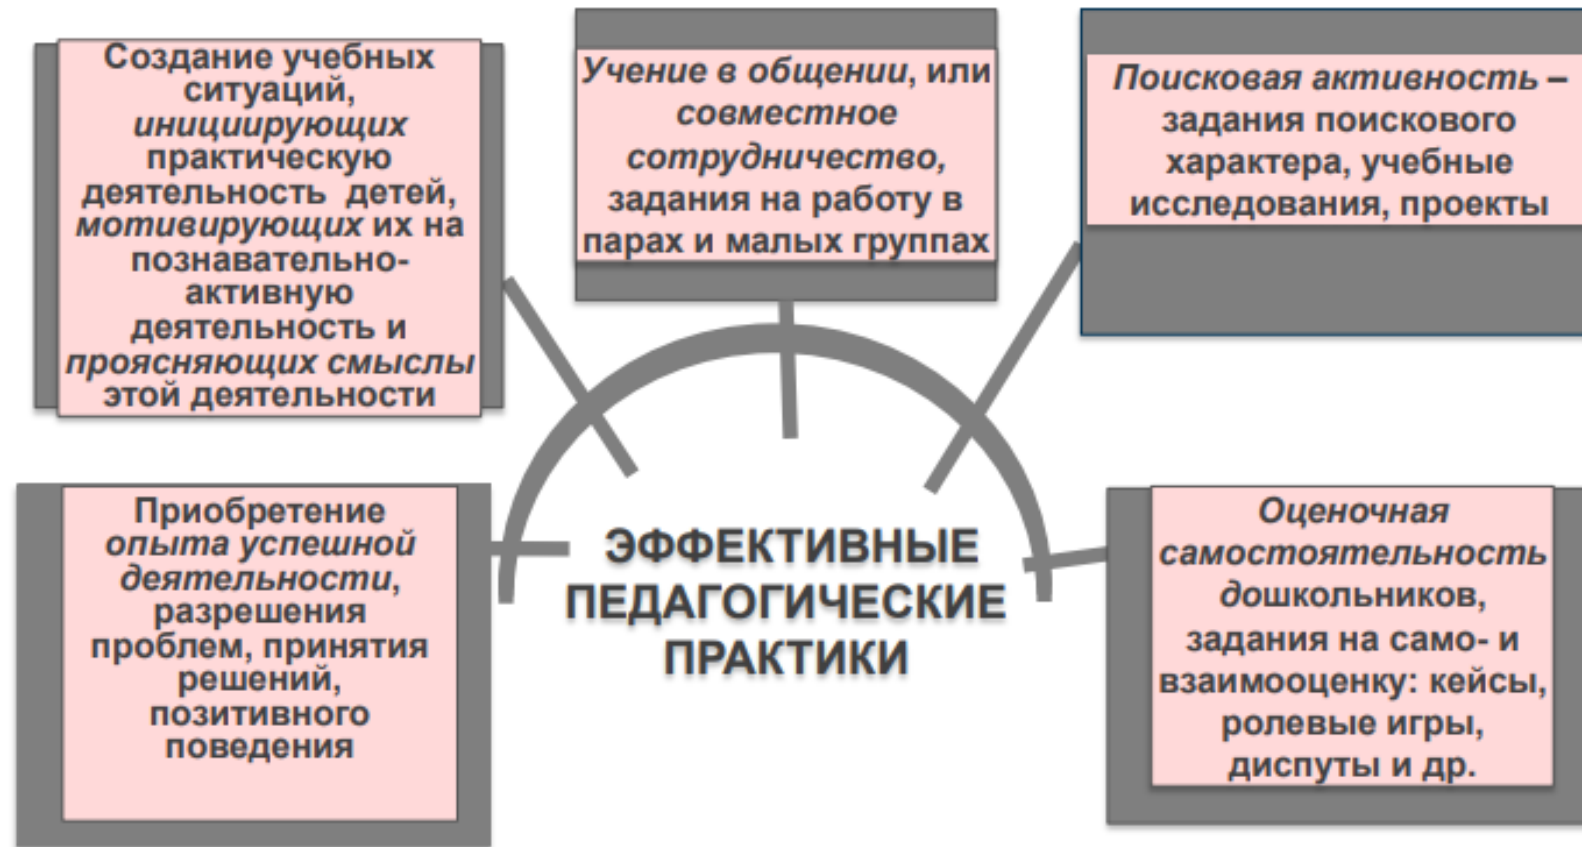 Создание учебных
ситуаций,
инициирующих
практическую
деятельность детей,
мотивирующих их на
познавательно-
активную
деятельность и
проясняющих смыслы
этой деятельности
Учение в общении, или
совместное
сотрудничество,
задания на работу в
парах и малых группах
Поисковая активность –
задания поискового
характера, учебные
исследования, проекты
Приобретение
опыта успешной
деятельности,
разрешения
проблем, принятия
решений,
позитивного
поведения
ЭФФЕКТИВНЫЕ
ПЕДАГОГИЧЕСКИЕ
ПРАКТИКИ
Оценочная
самостоятельность
дошкольников,
задания на само- и
взаимооценку: кейсы,
ролевые игры,
диспуты и др.